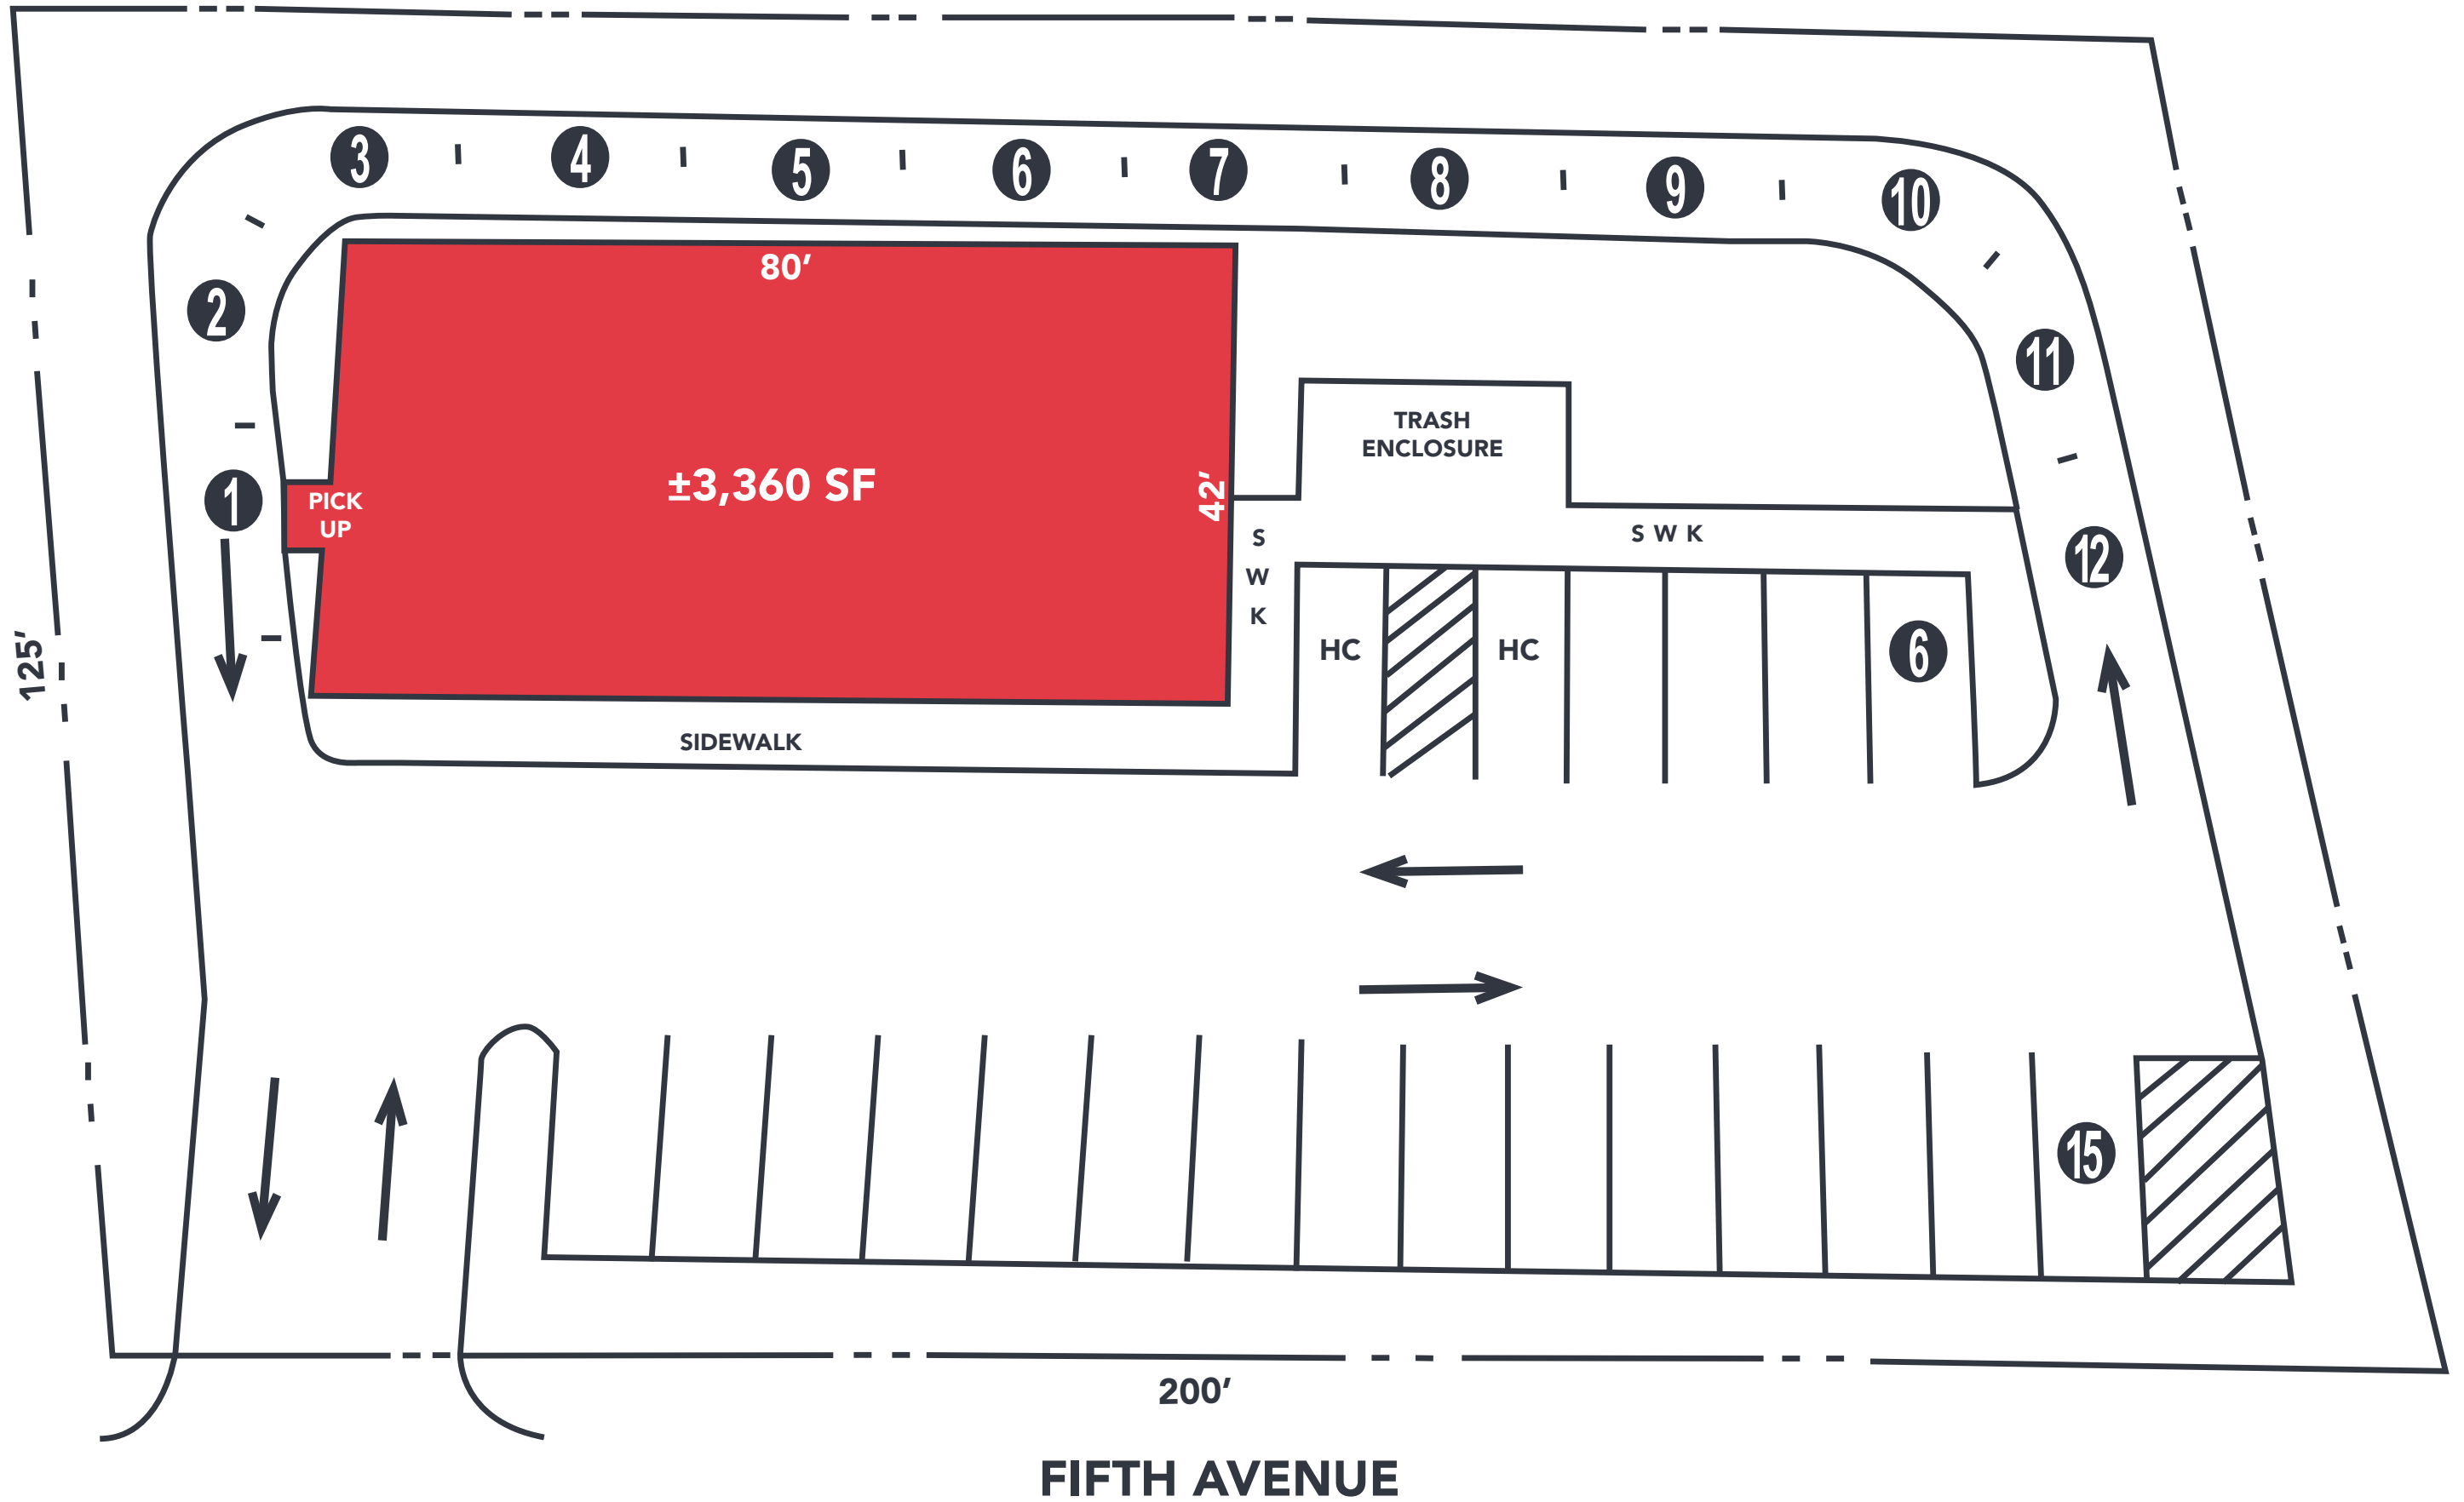 3
4
5
6
7
8
9
10
80’
2
11
TRASH
ENCLOSURE
±3,360 SF
42’
1
PICK
UP
S
W
K
S W K
12
HC
HC
6
125’
SIDEWALK
15
200’
FIFTH AVENUE